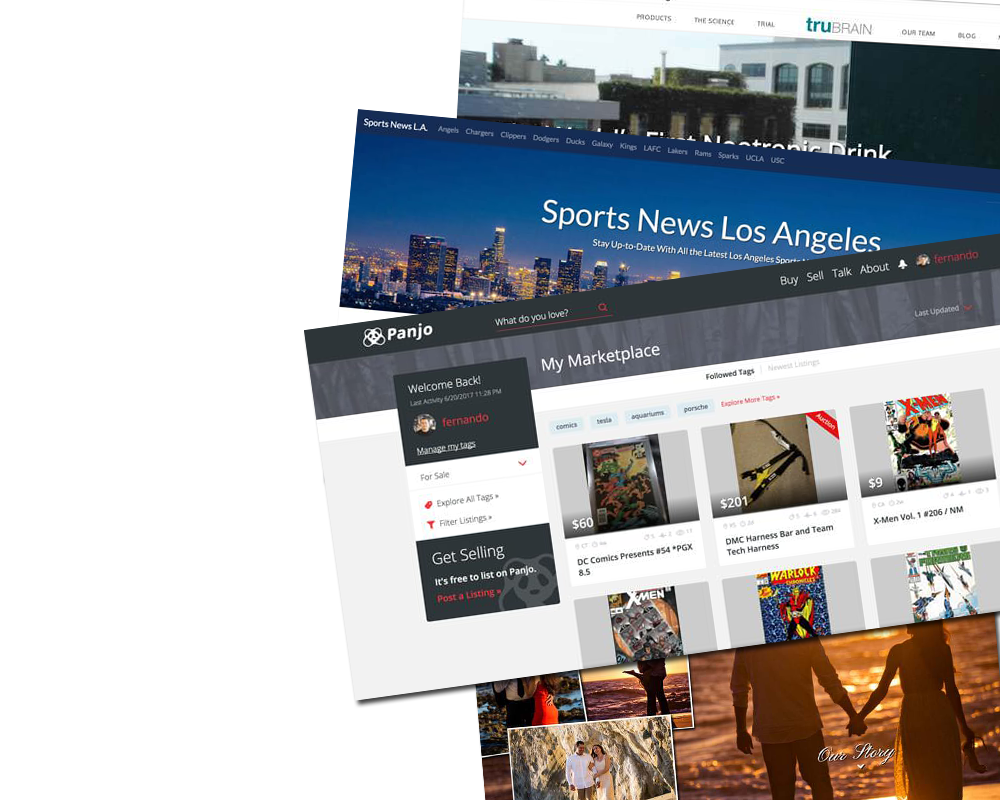 PRODUCTS THE SCIENCE TRIAL truBRAIN OUR TEAM BLOG
World's First Nootropic Drink
Sports News L.A. Angels Chargers Clippers Dodgers Ducks Galaxy Kings LAFC Lakers Rams Sparks UCLA USC
Sports News Los Angeles
Stay Up-to-Date With All the Latest Los Angeles Sports
Panjo What do you love? Buy Sell Talk About fernando
My Marketplace Last Updated
Followed Tags Newest Listings
Welcome Back!
Last Activity 6/20/2017 11:28 PM
fernando
Manage my tags
For Sale
Explore All Tags »
Filter Listings »
Get Selling
It's free to list on Panjo.
Post a Listing »
comics tesla aquariums porsche Explore More Tags »
$60
DC Comics Presents #54 *PGX
8.5
Auction
$201
DMC Harness Bar and Team
Tech Harness
X-MEN
$9
X-Men Vol. 1 #206 / NM
X-MEN
WARLOCK
CHRONICLES
Our Story